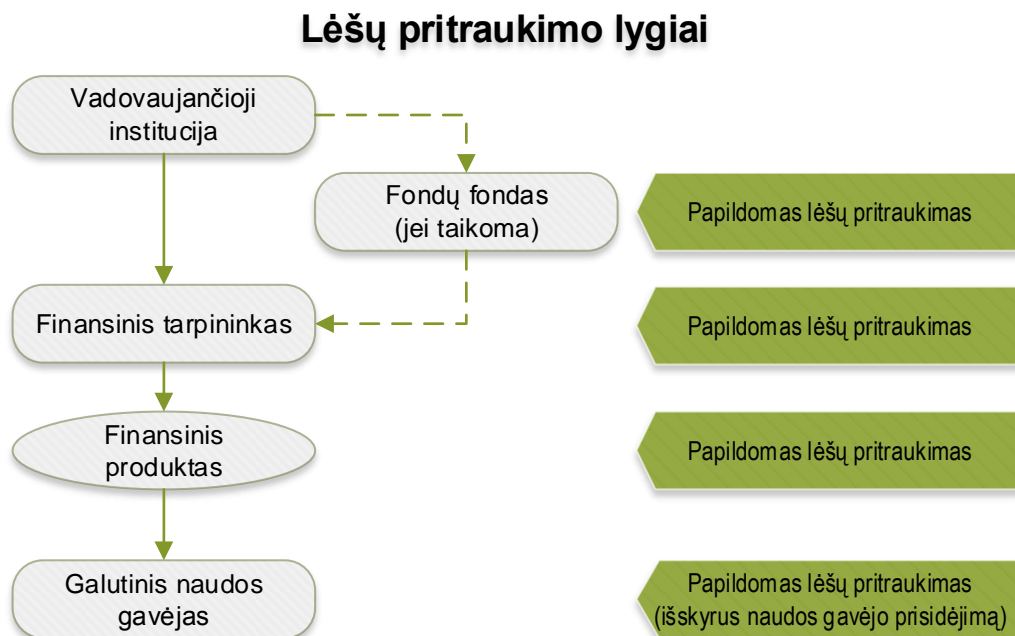 Lėšų pritraukimo lygiai
Vadovaujančioji
institucija
Fondų fondas
(jei taikoma)
Papildomas lėšų pritraukimas
Finansinis tarpininkas
Papildomas lėšų pritraukimas
Finansinis
produktas
Papildomas lėšų pritraukimas
Galutinis naudos
gavėjas
Papildomas lėšų pritraukimas
(išskyrus naudos gavėjo prisidėjimą)